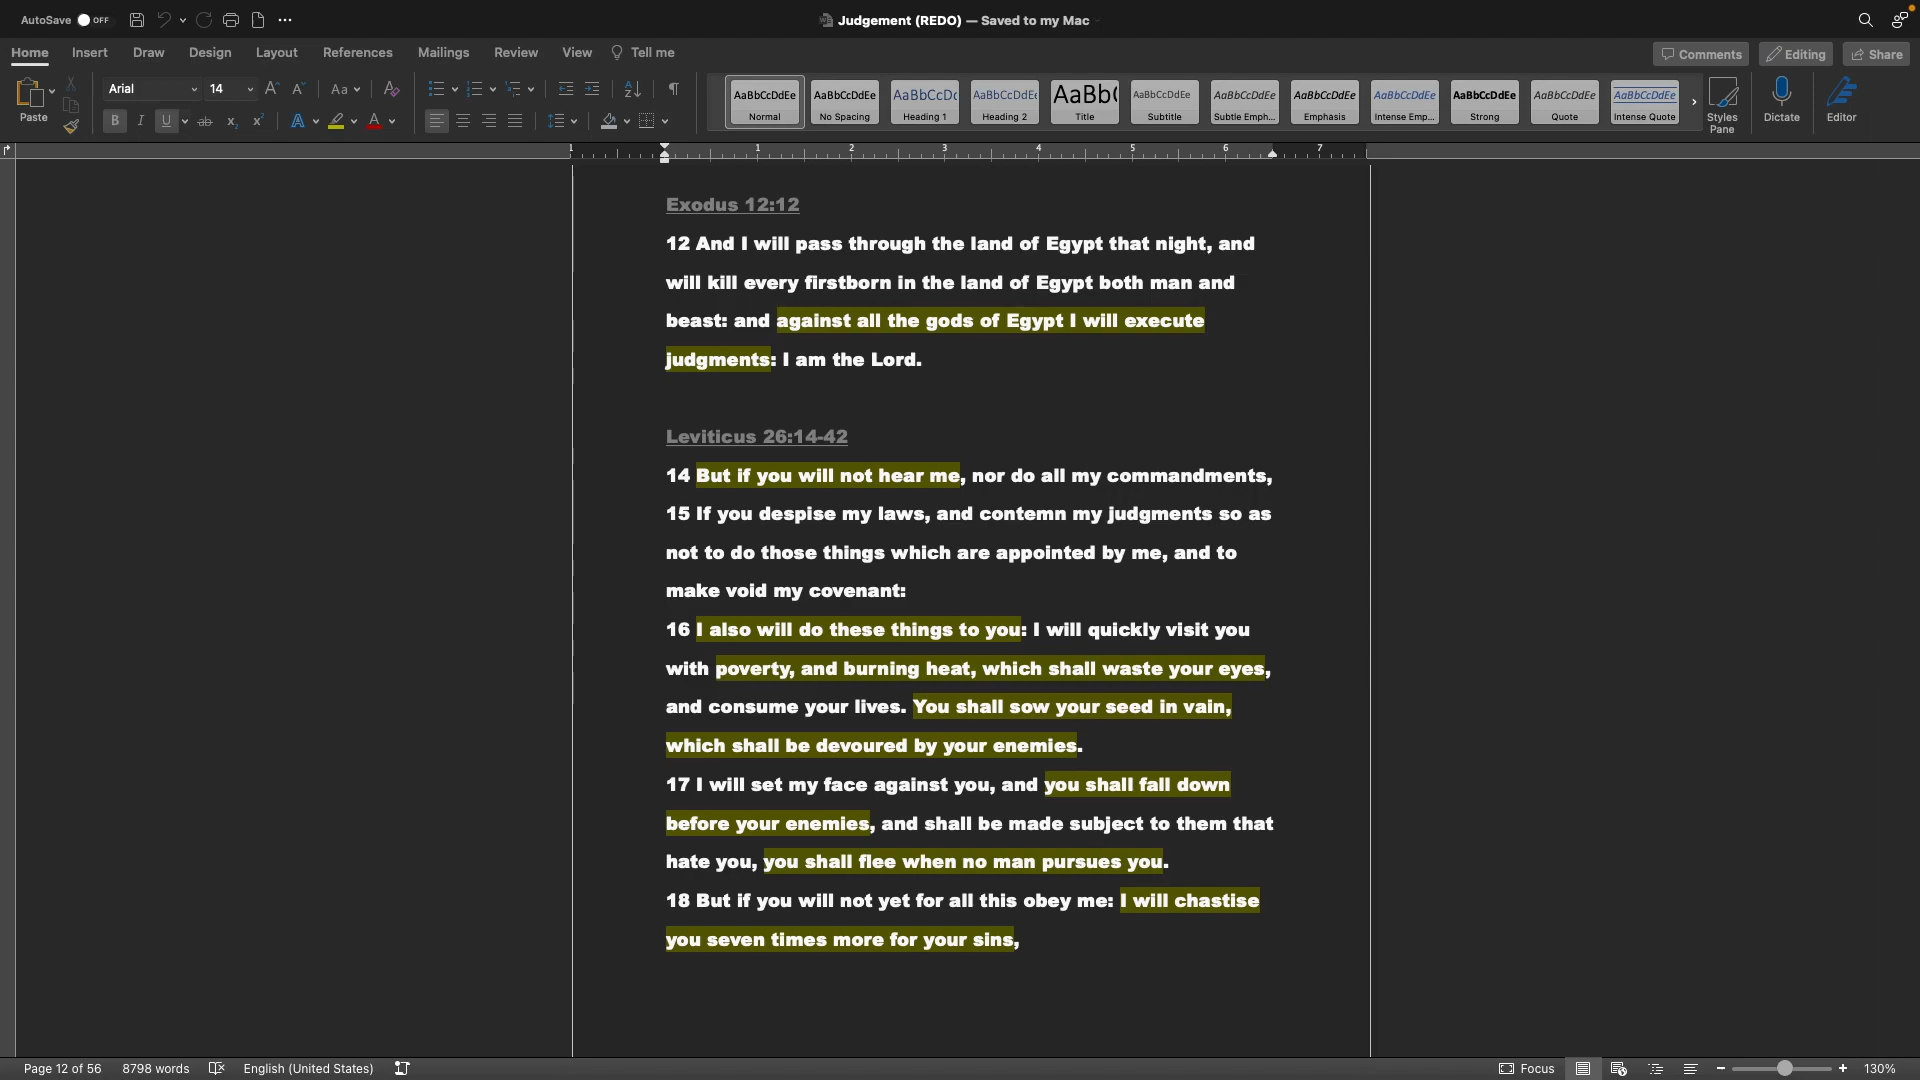 AutoSave OFF
Judgement (REDO) — Saved to my Mac
Home Insert Draw Design Layout References Mailings Review View Tell me
Comments Editing Share
Paste
Arial 14
Aa
B I U ab x₂ x² A A
AaBbCcDdEe Normal
AaBbCcDdEe No Spacing
AaBbCcDc Heading 1
AaBbCcDdEe Heading 2
AaBb( Title
AaBbCcDdEe Subtitle
AaBbCcDdEe Subtle Emph...
AaBbCcDdEe Emphasis
AaBbCcDdEe Intense Emp...
AaBbCcDdEe Strong
AaBbCcDdEe Quote
AaBbCcDdEe Intense Quote
Styles Pane
Dictate
Editor
1 1 2 3 4 5 6 7
Exodus 12:12
12 And I will pass through the land of Egypt that night, and
will kill every firstborn in the land of Egypt both man and
beast: and against all the gods of Egypt I will execute
judgments: I am the Lord.
Leviticus 26:14-42
14 But if you will not hear me, nor do all my commandments,
15 If you despise my laws, and contemn my judgments so as
not to do those things which are appointed by me, and to
make void my covenant:
16 I also will do these things to you: I will quickly visit you
with poverty, and burning heat, which shall waste your eyes,
and consume your lives. You shall sow your seed in vain,
which shall be devoured by your enemies.
17 I will set my face against you, and you shall fall down
before your enemies, and shall be made subject to them that
hate you, you shall flee when no man pursues you.
18 But if you will not yet for all this obey me: I will chastise
you seven times more for your sins,
Page 12 of 56 8798 words English (United States) Focus 130%